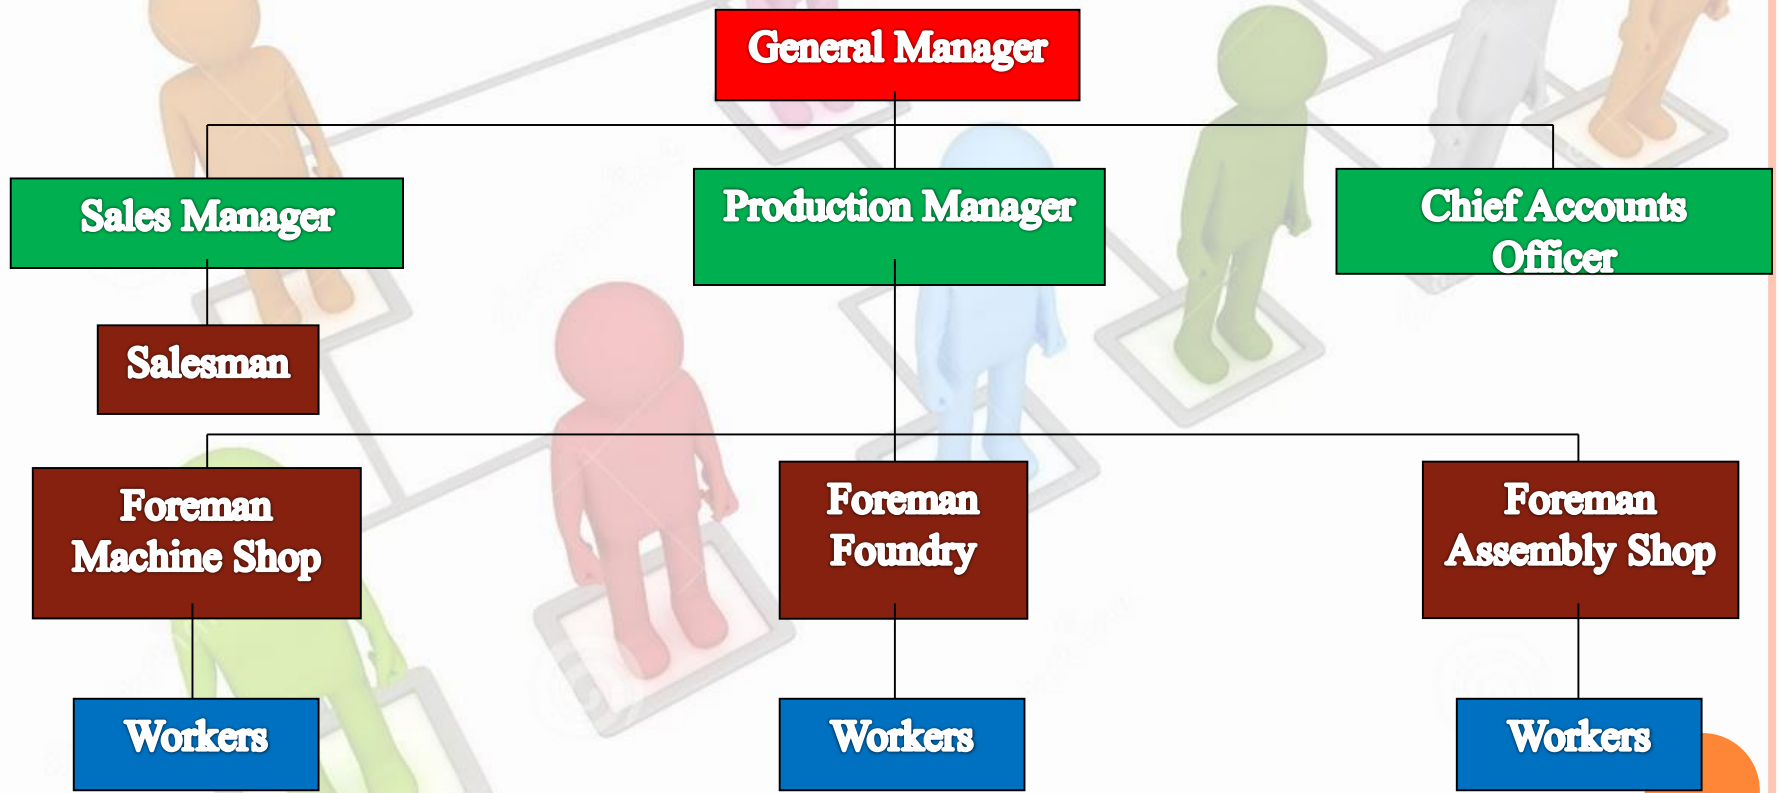 General Manager
Sales Manager
Production Manager
Chief Accounts
Officer
Salesman
Foreman
Machine Shop
Foreman
Foundry
Foreman
Assembly Shop
Workers
Workers
Workers